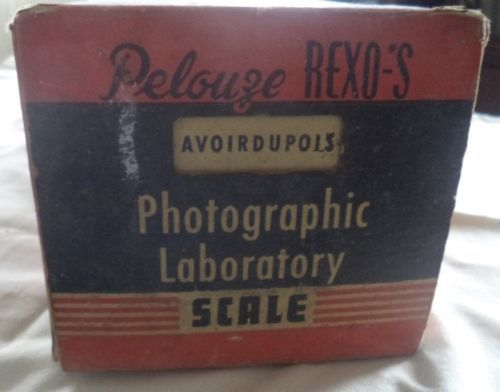 Pelouze REXO-S
AVOIRDUPOIS
Photographic
Laboratory
SCALE